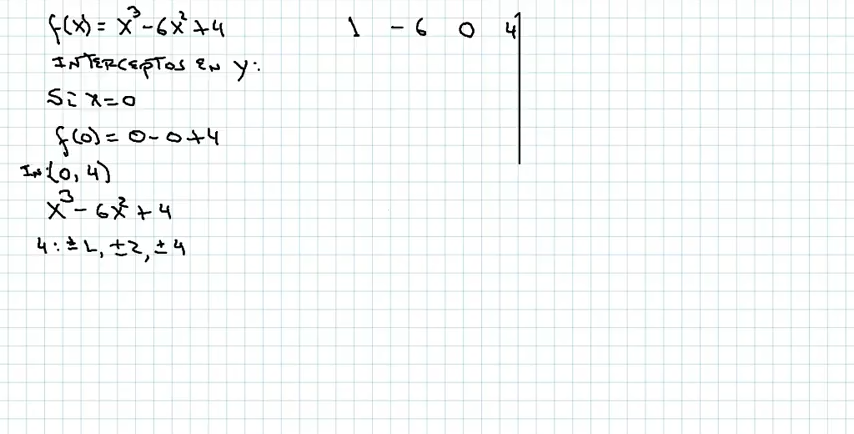 f(x) = x³ - 6x² + 4
1 - 6 0 4
INTERCEPTOS EN Y:
Si x = 0
f(0) = 0 - 0 + 4
In (0, 4)
x³ - 6x² + 4
4: ± 1, ± 2, ± 4